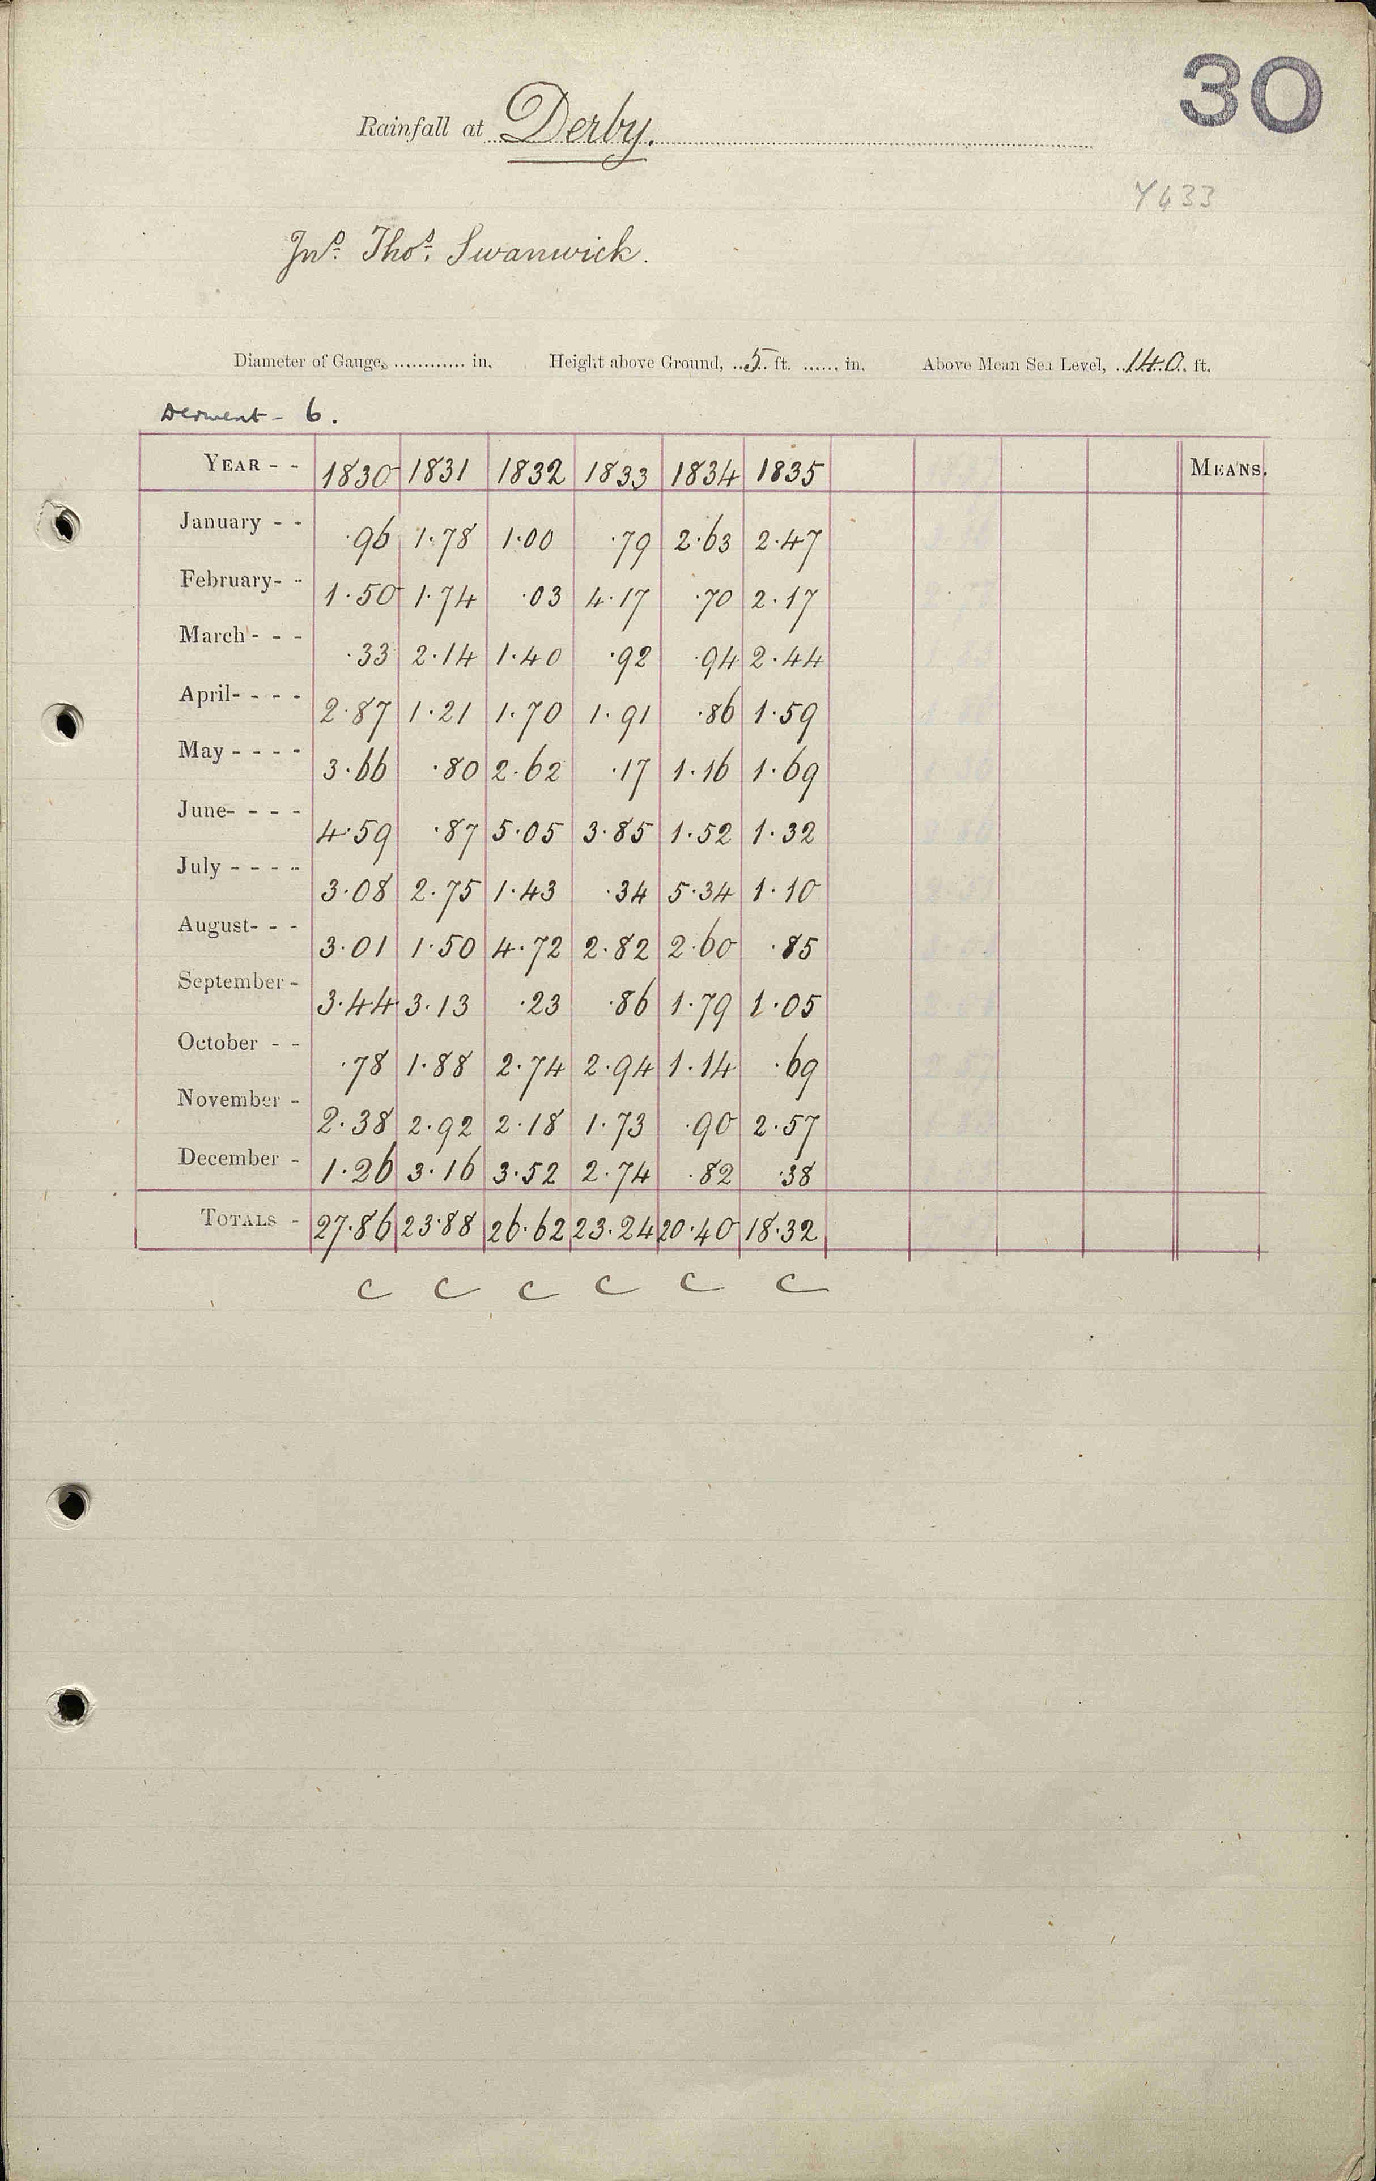 30
Rainfall at Derby.
Y433
Jno. Thos. Swanwick.
Diameter of Gauge, ............ in. Height above Ground, ..5.. ft. ...... in. Above Mean Sea Level, ..140.. ft.
Derwent - 6.
YEAR - - 1830 1831 1832 1833 1834 1835 MEANS.
January - - ·96 1·78 1·00 ·79 2·63 2·47
February- - 1·50 1·74 ·03 4·17 ·70 2·17
March - - - ·33 2·14 1·40 ·92 ·94 2·44
April- - - - 2·87 1·21 1·70 1·91 ·86 1·59
May - - - - 3·66 ·80 2·62 ·17 1·16 1·69
June- - - - 4·59 ·87 5·05 3·85 1·52 1·32
July - - - - 3·08 2·75 1·43 ·34 5·34 1·10
August- - - 3·01 1·50 4·72 2·82 2·60 ·85
September - 3·44 3·13 ·23 ·86 1·79 1·05
October - - ·78 1·88 2·74 2·94 1·14 ·69
November - 2·38 2·92 2·18 1·73 ·90 2·57
December - 1·26 3·16 3·52 2·74 ·82 ·38
TOTALS - 27·86 23·88 26·62 23·24 20·40 18·32
C C C C C C